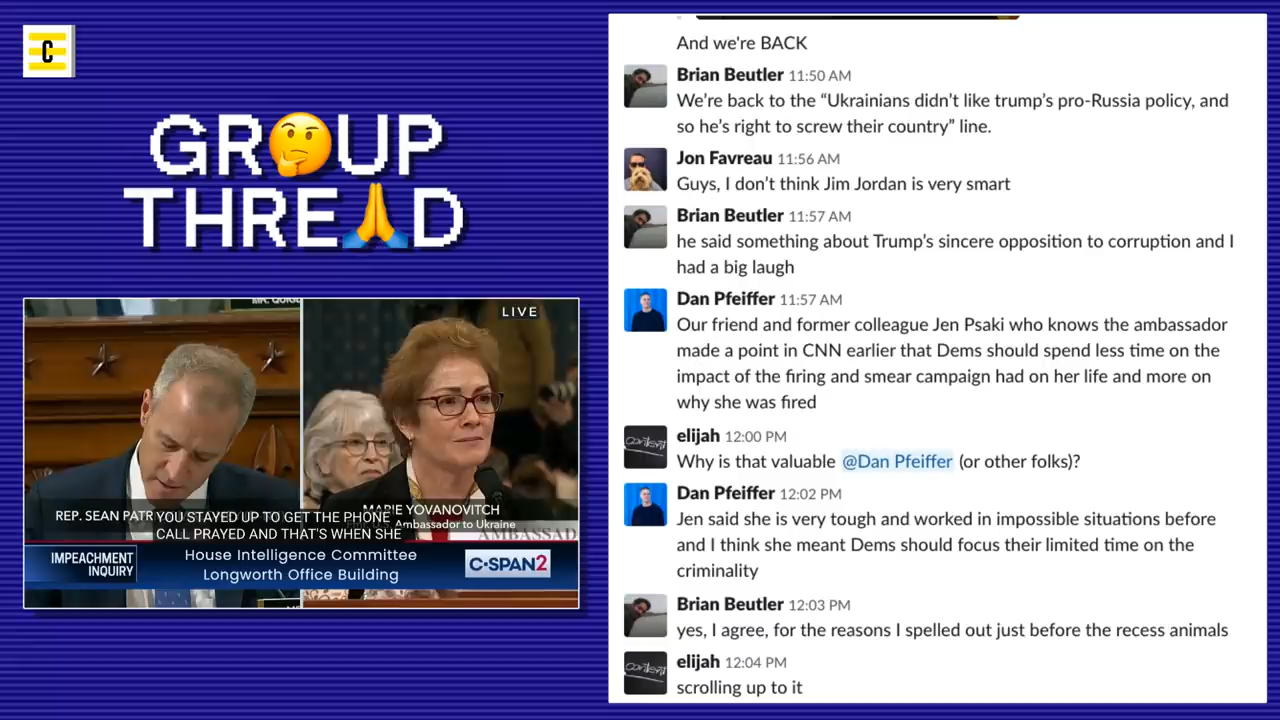 C
GR🤔UP
THRE🙏D
LIVE
REP. SEAN PATR
YOU STAYED UP TO GET THE PHONE
CALL PRAYED AND THAT'S WHEN SHE
MARIE YOVANOVITCH
Ambassador to Ukraine
AMBASSAD
IMPEACHMENT
INQUIRY
House Intelligence Committee
Longworth Office Building
C-SPAN2
And we're BACK
Brian Beutler 11:50 AM
We’re back to the “Ukrainians didn’t like trump’s pro-Russia policy, and
so he’s right to screw their country” line.
Jon Favreau 11:56 AM
Guys, I don’t think Jim Jordan is very smart
Brian Beutler 11:57 AM
he said something about Trump’s sincere opposition to corruption and I
had a big laugh
Dan Pfeiffer 11:57 AM
Our friend and former colleague Jen Psaki who knows the ambassador
made a point in CNN earlier that Dems should spend less time on the
impact of the firing and smear campaign had on her life and more on
why she was fired
elijah 12:00 PM
Why is that valuable @Dan Pfeiffer (or other folks)?
Dan Pfeiffer 12:02 PM
Jen said she is very tough and worked in impossible situations before
and I think she meant Dems should focus their limited time on the
criminality
Brian Beutler 12:03 PM
yes, I agree, for the reasons I spelled out just before the recess animals
elijah 12:04 PM
scrolling up to it